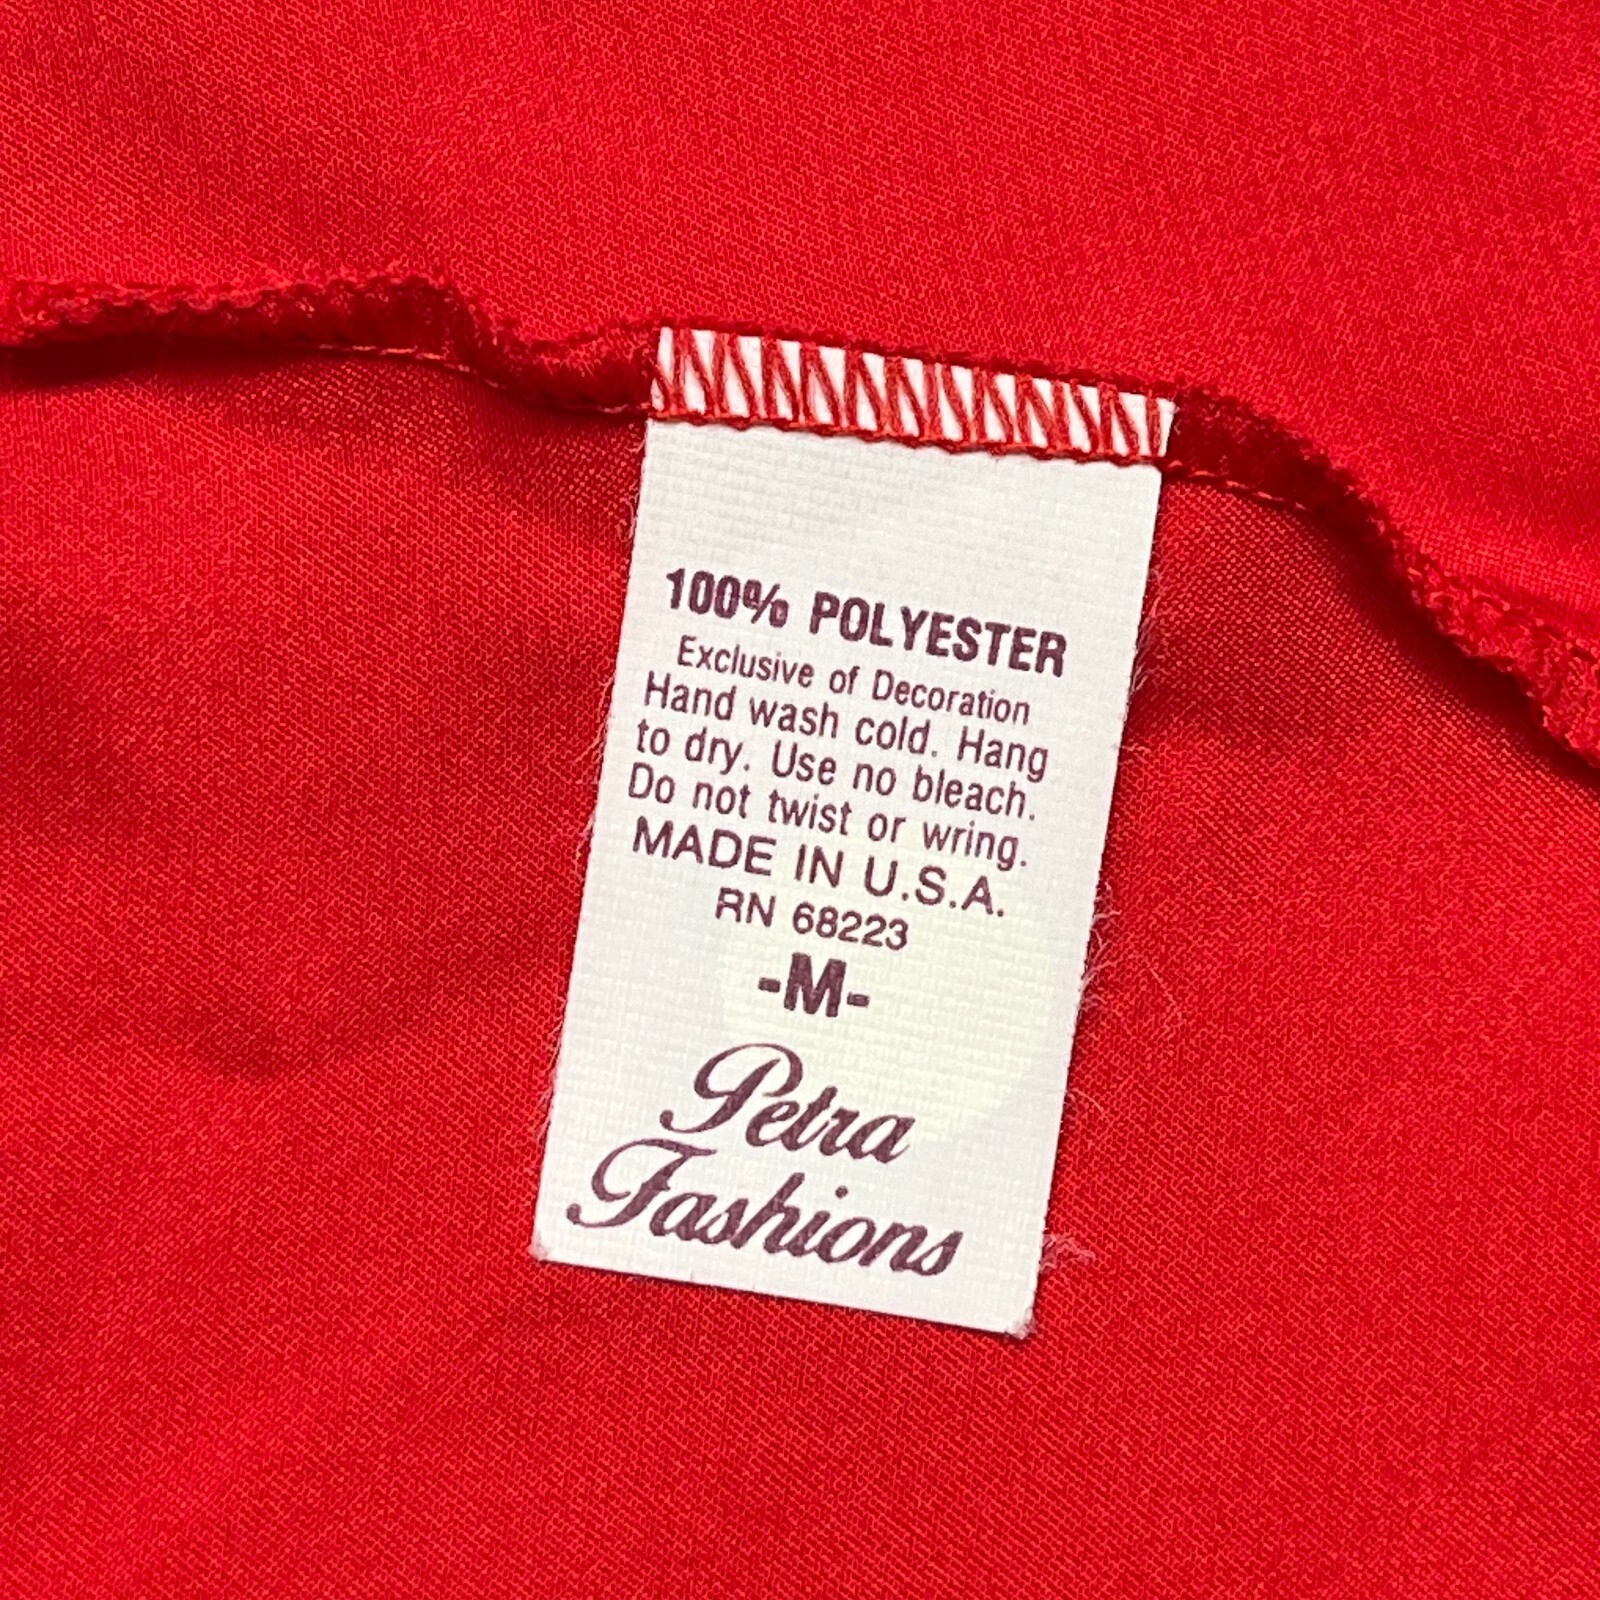 100% POLYESTER
Exclusive of Decoration
Hand wash cold. Hang
to dry. Use no bleach.
Do not twist or wring.
MADE IN U.S.A.
RN 68223
-M-
Petra
Fashions